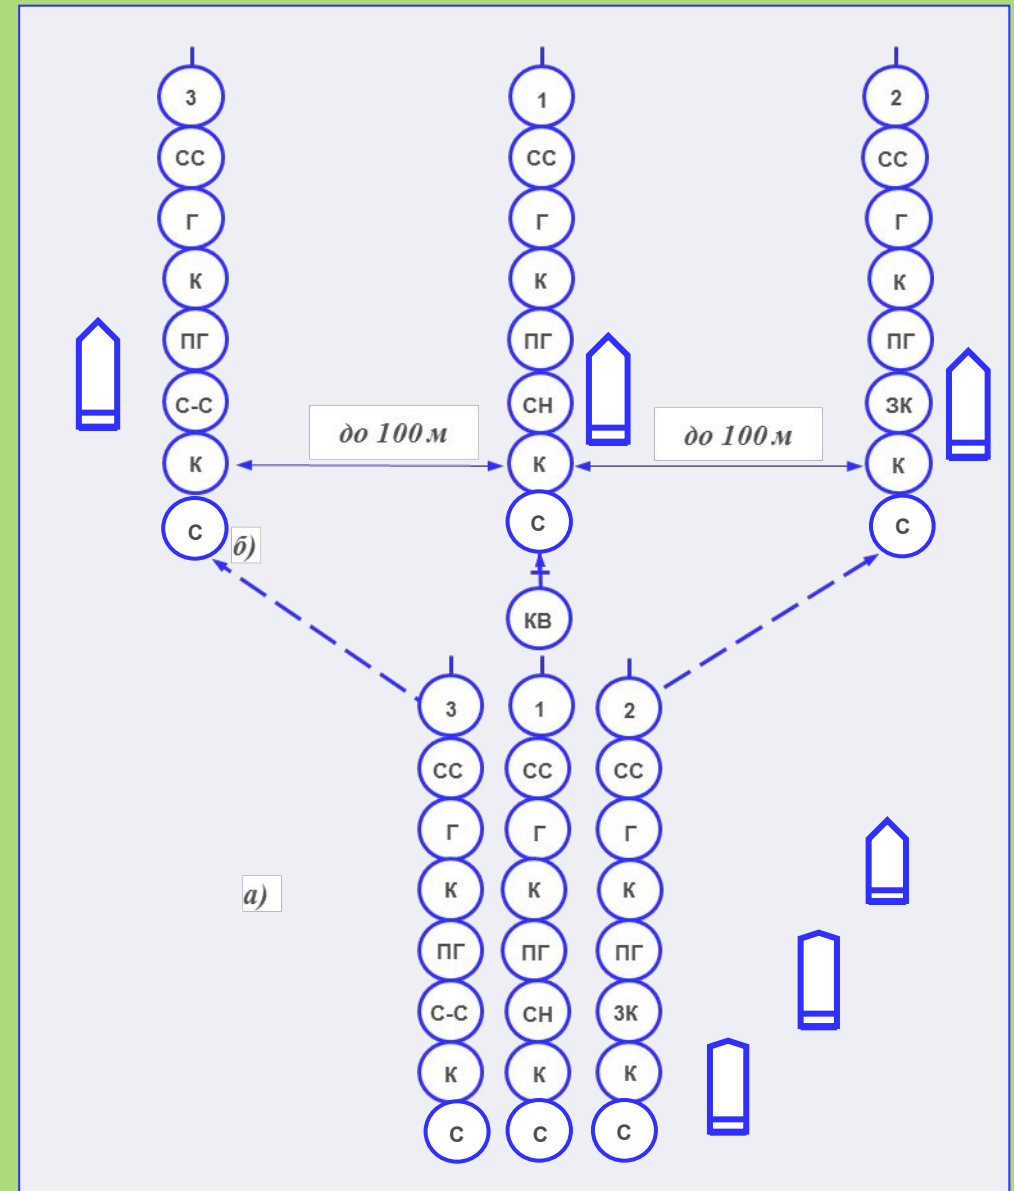 3 1 2
СС СС СС
Г Г Г
К К К
ПГ ПГ ПГ
С-С СН ЗК
до 100 м до 100 м
К К К
С С С
б)
КВ
3 1 2
СС СС СС
Г Г Г
К К К
а)
ПГ ПГ ПГ
С-С СН ЗК
К К К
С С С